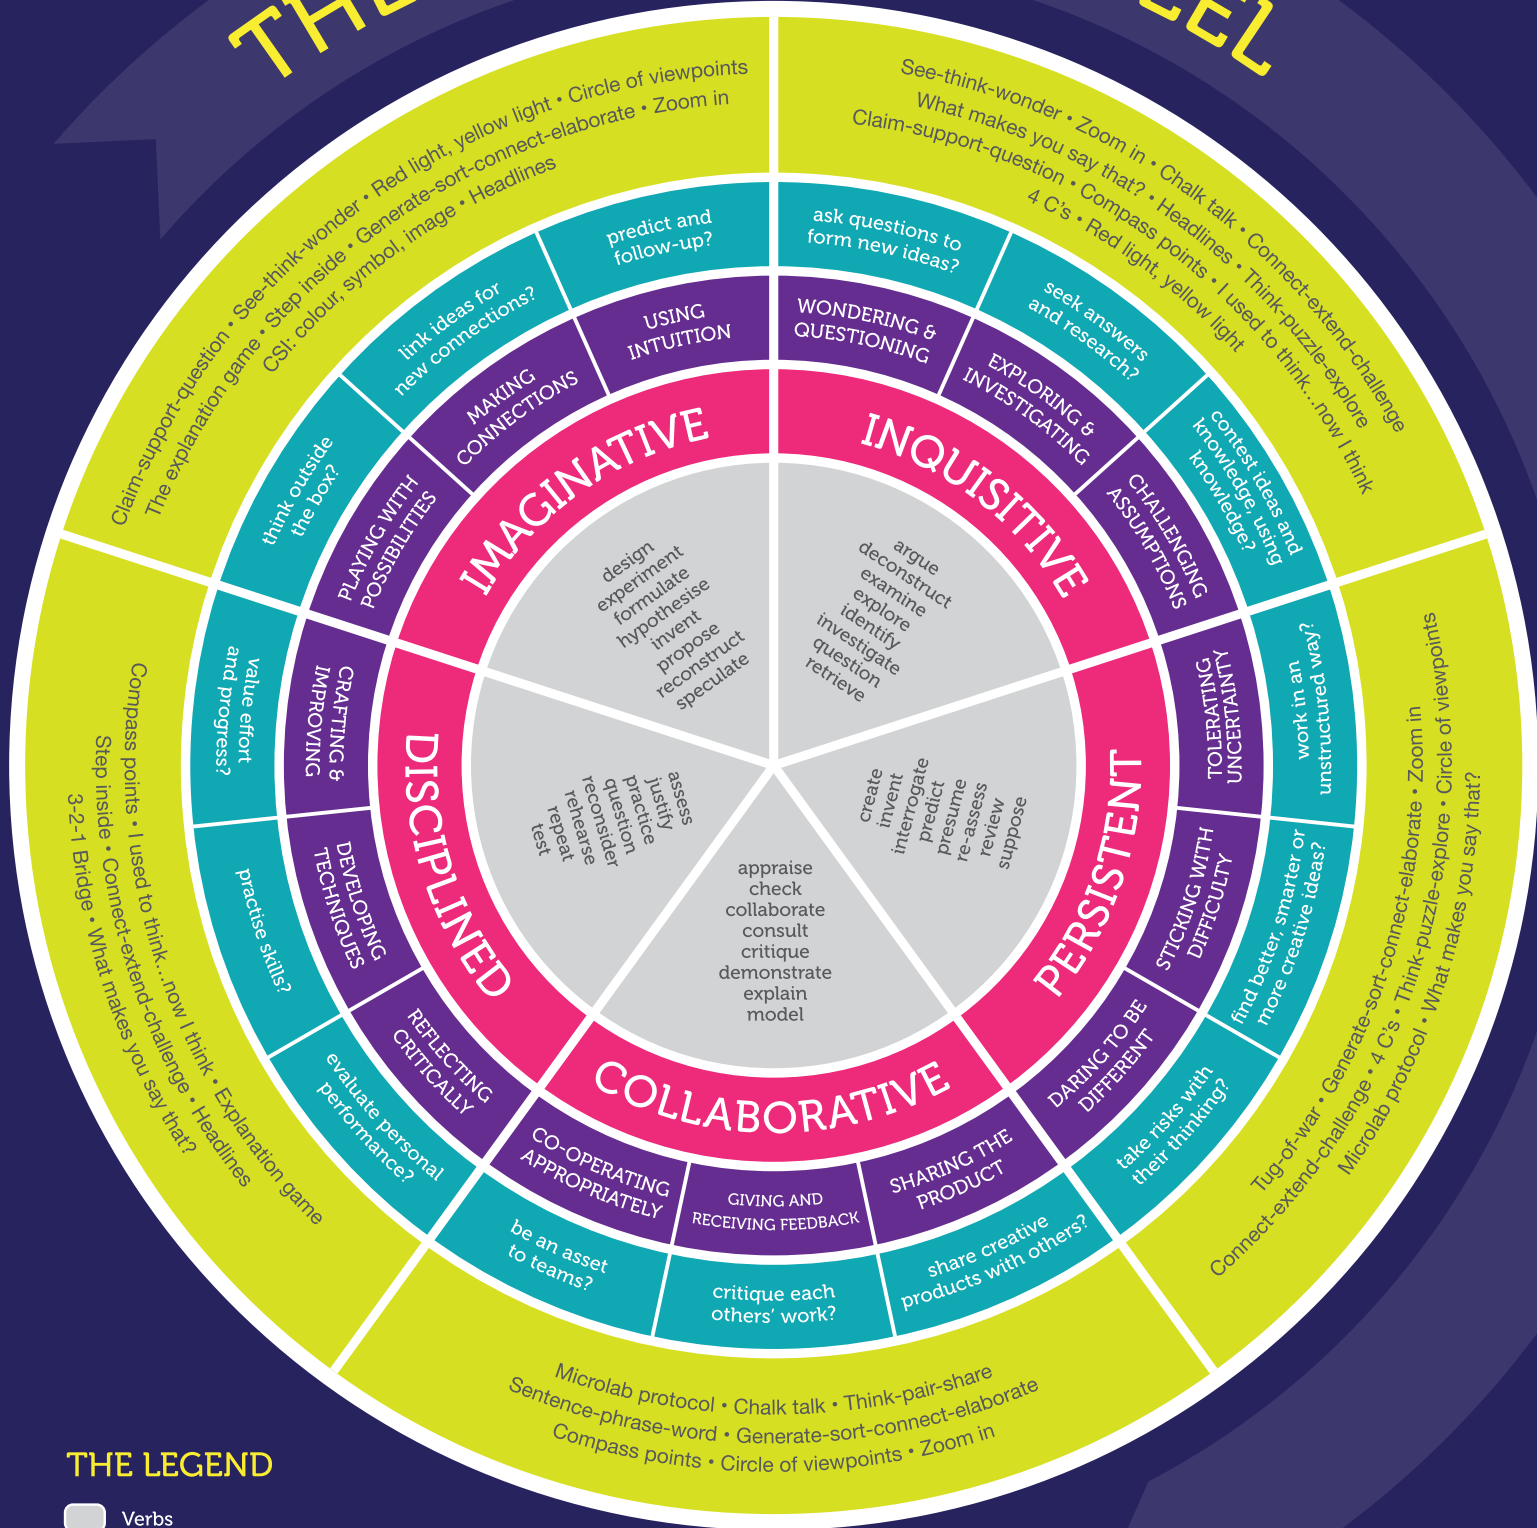 See-think-wonder • Zoom in • Chalk talk • Connect-extend-challenge
What makes you say that? • Headlines • Think-puzzle-explore
Claim-support-question • Compass points • I used to think...now I think
4 C's • Red light, yellow light
ask questions to
form new ideas?
seek answers
and research?
contest ideas and
knowledge, using
knowledge?
WONDERING &
QUESTIONING
EXPLORING &
INVESTIGATING
CHALLENGING
ASSUMPTIONS
INQUISITIVE
argue
deconstruct
examine
explore
identify
investigate
question
retrieve
Tug-of-war • Generate-sort-connect-elaborate • Zoom in
Connect-extend-challenge • 4 C's • Think-puzzle-explore • Circle of viewpoints
Microlab protocol • What makes you say that?
work in an
unstructured way?
find better, smarter or
more creative ideas?
take risks with
their thinking?
TOLERATING
UNCERTAINTY
STICKING WITH
DIFFICULTY
DARING TO BE
DIFFERENT
PERSISTENT
create
invent
interrogate
predict
presume
re-assess
review
suppose
appraise
check
collaborate
consult
critique
demonstrate
explain
model
COLLABORATIVE
CO-OPERATING
APPROPRIATELY
GIVING AND
RECEIVING FEEDBACK
SHARING THE
PRODUCT
be an asset
to teams?
critique each
others' work?
share creative
products with others?
Microlab protocol • Chalk talk • Think-pair-share
Sentence-phrase-word • Generate-sort-connect-elaborate
Compass points • Circle of viewpoints • Zoom in
Compass points • I used to think...now I think • Explanation game
Step inside • Connect-extend-challenge • Headlines
3-2-1 Bridge • What makes you say that?
value effort
and progress?
practise skills?
evaluate personal
performance?
CRAFTING &
IMPROVING
DEVELOPING
TECHNIQUES
REFLECTING
CRITICALLY
DISCIPLINED
assess
justify
practice
question
reconsider
rehearse
repeat
test
Claim-support-question • See-think-wonder • Red light, yellow light • Circle of viewpoints
The explanation game • Step inside • Generate-sort-connect-elaborate • Zoom in
CSI: colour, symbol, image • Headlines
think outside
the box?
link ideas for
new connections?
predict and
follow-up?
PLAYING WITH
POSSIBILITIES
MAKING
CONNECTIONS
USING
INTUITION
IMAGINATIVE
design
experiment
formulate
hypothesise
invent
propose
reconstruct
speculate
THE LEGEND
Verbs